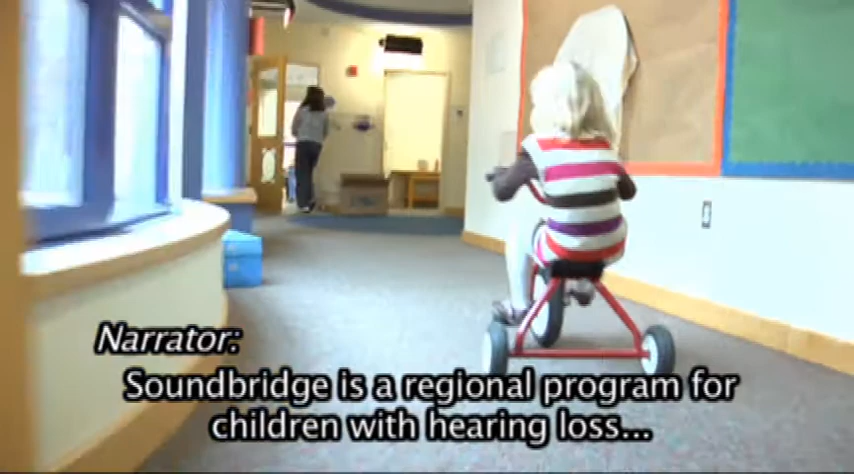 Narrator:
Soundbridge is a regional program for
children with hearing loss...